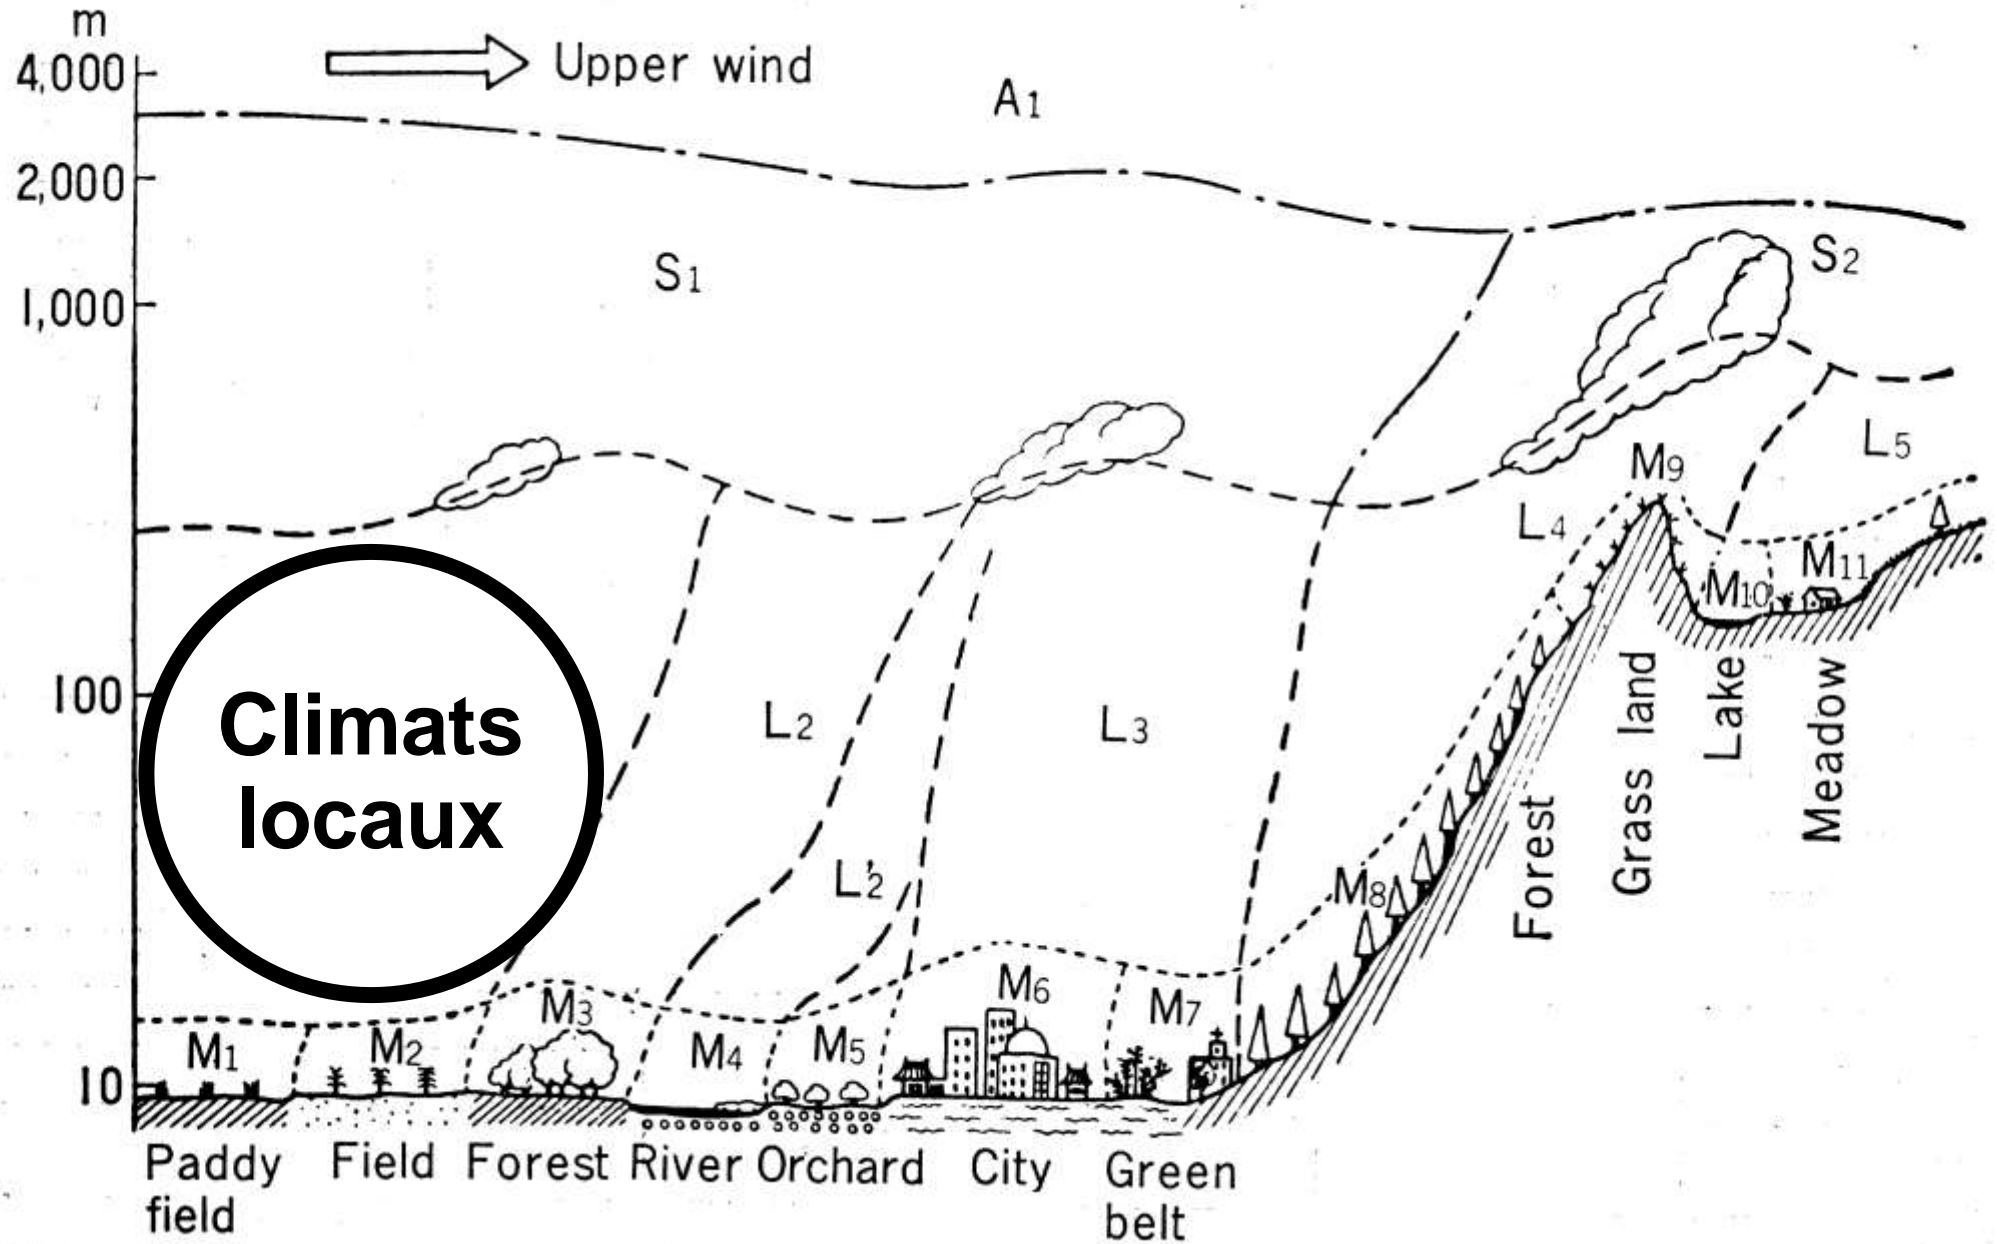 m
4,000
Upper wind
A1
2,000
S1
S2
1,000
L5
M9
L4
M11
M10
100
Climats
locaux
L2
L3
L'2
M8
Forest
Grass land
Lake
Meadow
M6
M3
M7
M1
M2
M4
M5
10
Paddy
field
Field
Forest
River
Orchard
City
Green
belt